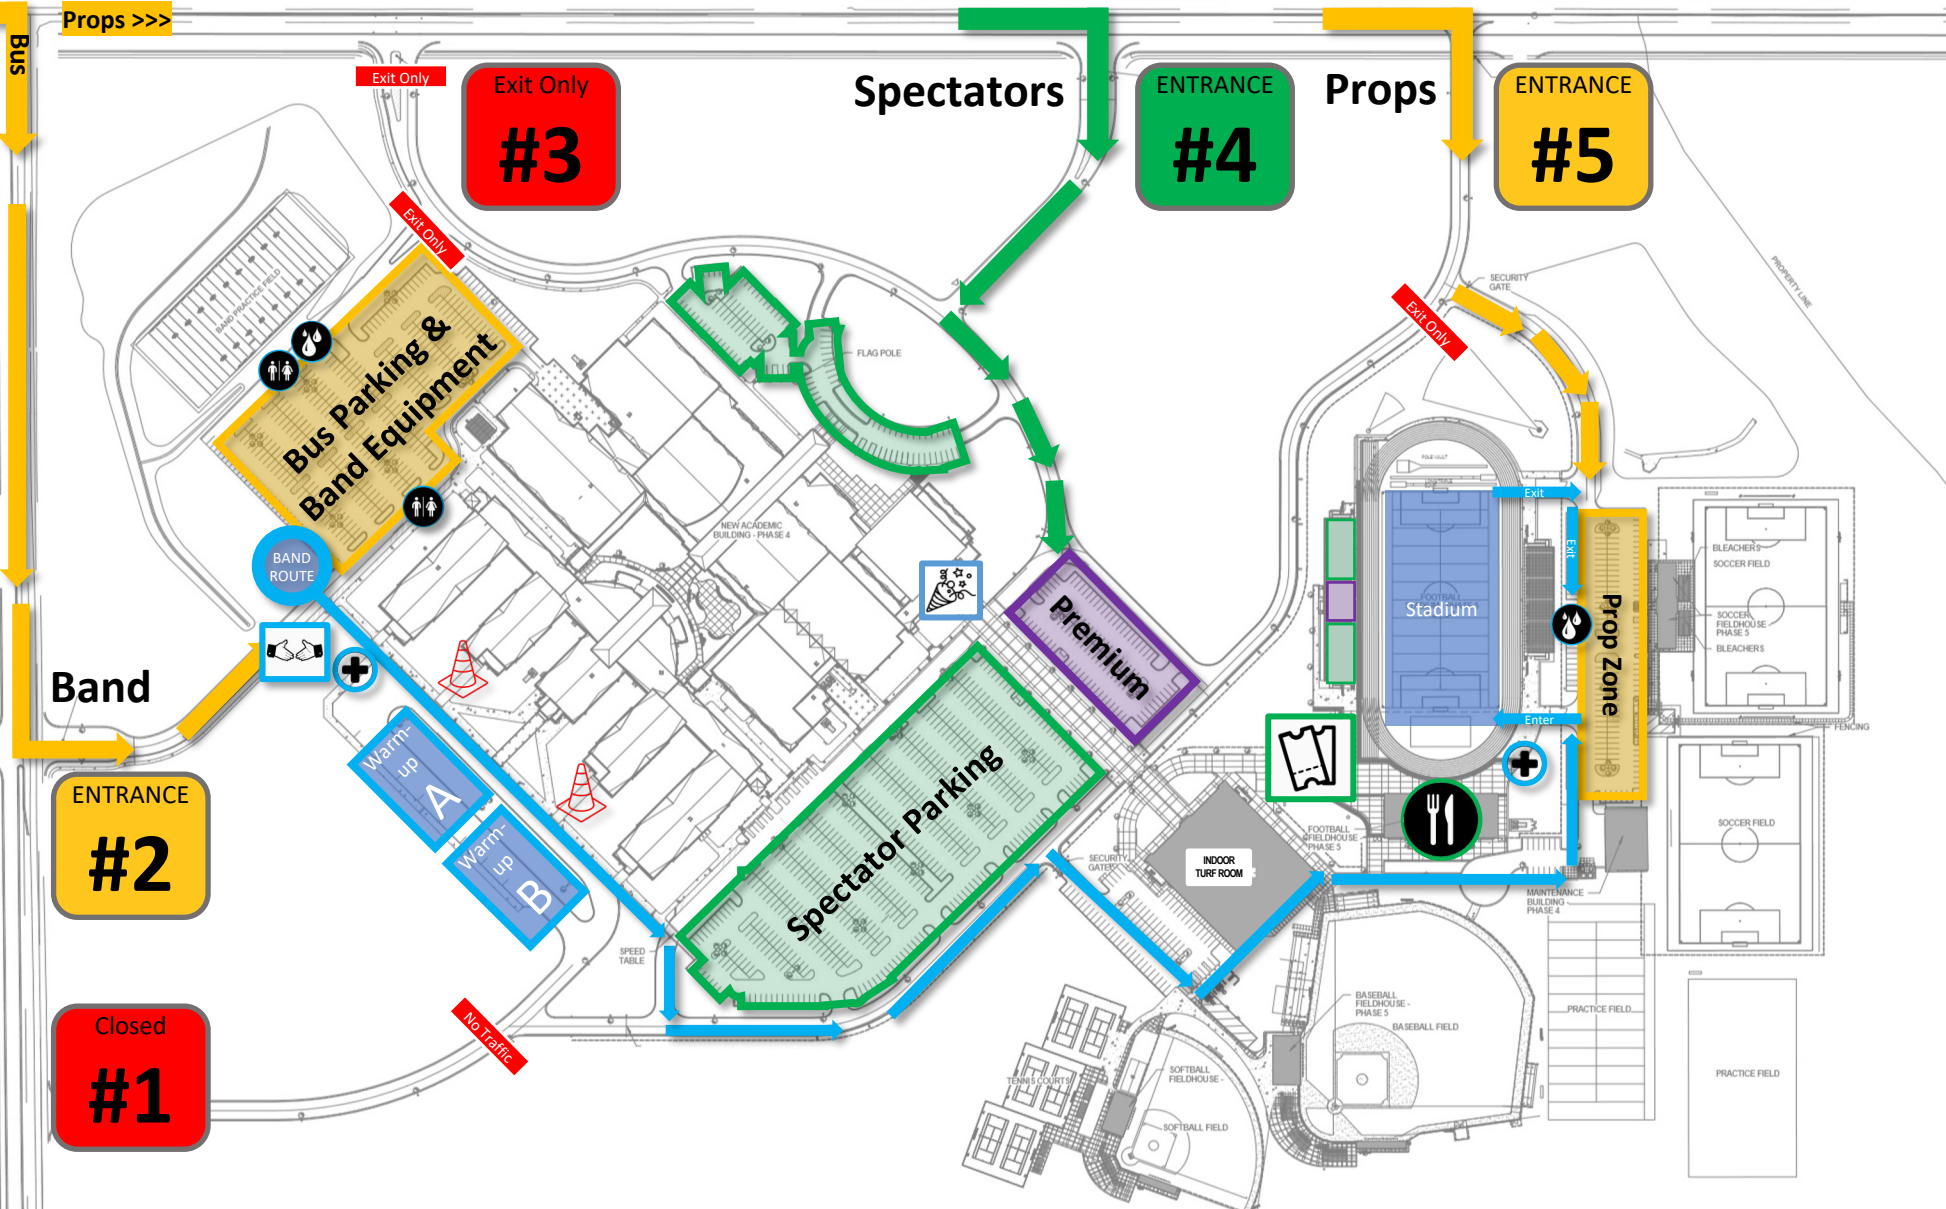 Props >>>
Bus
Exit Only
Exit Only
#3
Spectators
ENTRANCE
#4
Props
ENTRANCE
#5
Exit Only
BAND PRACTICE FIELD
Bus Parking &
Band Equipment
FLAG POLE
SECURITY
GATE
Exit Only
PROPERTY LINE
POLE VAULT
NEW ACADEMIC
BUILDING - PHASE 4
BAND
ROUTE
Band
ENTRANCE
#2
Warm-
up
A
Warm-
up
B
Premium
Spectator Parking
Exit
Exit
Stadium
Enter
Prop Zone
BLEACHERS
SOCCER FIELD
SOCCER
FIELDHOUSE
PHASE 5
BLEACHERS
FENCING
SOCCER FIELD
FOOTBALL
FIELDHOUSE
PHASE 5
INDOOR
TURF ROOM
SECURITY
GATE
MAINTENANCE
BUILDING
PHASE 4
SPEED
TABLE
Closed
#1
No Traffic
BASEBALL
FIELDHOUSE -
PHASE 5
BASEBALL FIELD
PRACTICE FIELD
PRACTICE FIELD
TENNIS COURTS
SOFTBALL
FIELDHOUSE -
SOFTBALL FIELD